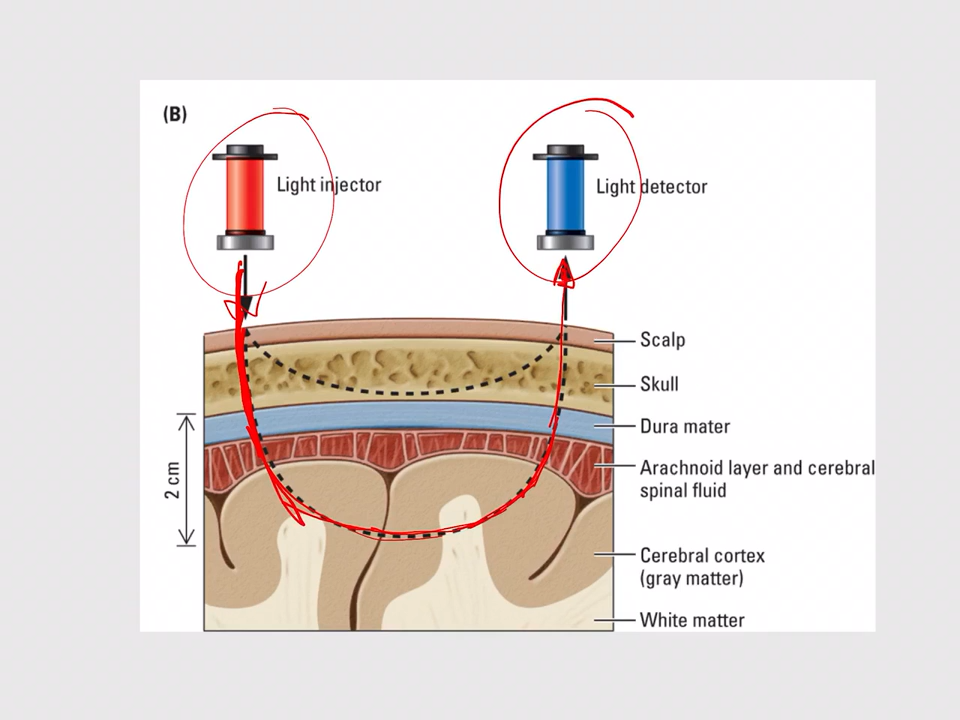 (B)
Light injector
Light detector
Scalp
Skull
Dura mater
Arachnoid layer and cerebral
spinal fluid
2 cm
Cerebral cortex
(gray matter)
White matter